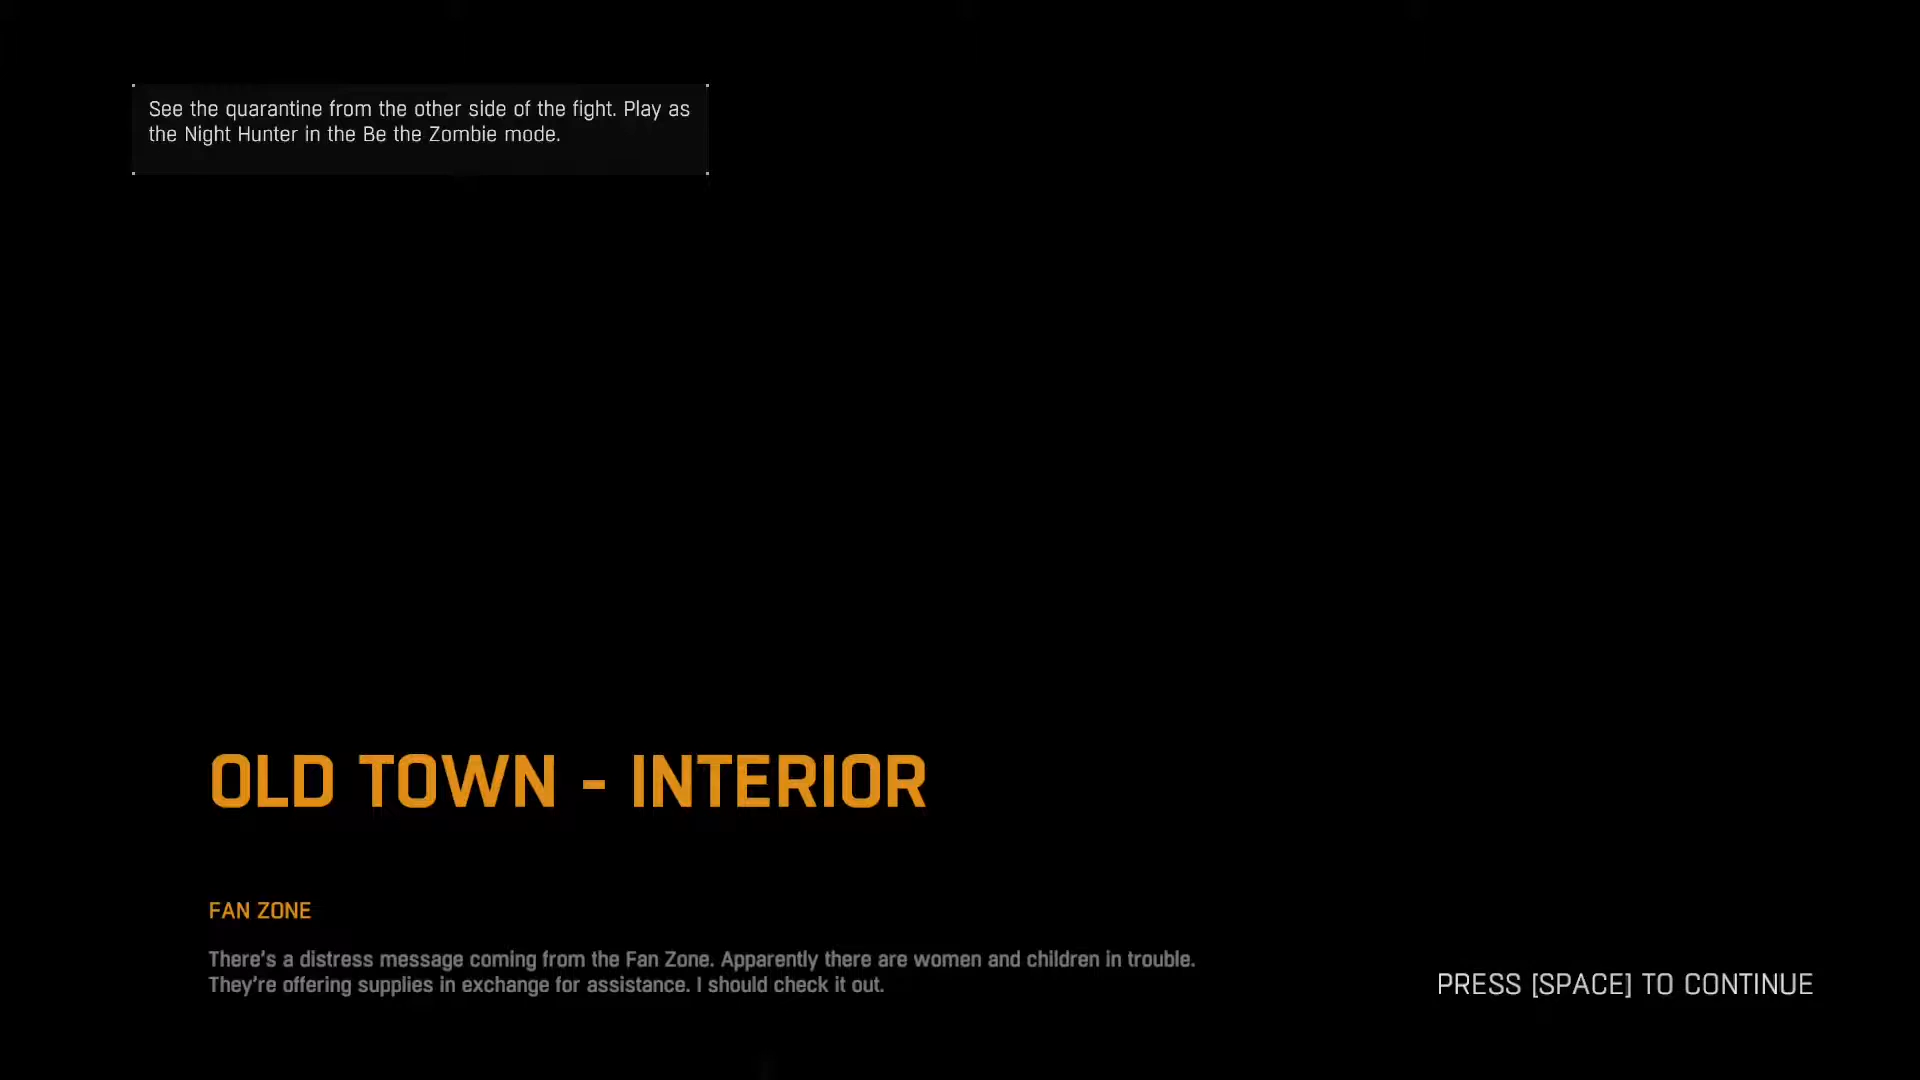 See the quarantine from the other side of the fight. Play as
the Night Hunter in the Be the Zombie mode.
OLD TOWN - INTERIOR
FAN ZONE
There's a distress message coming from the Fan Zone. Apparently there are women and children in trouble.
They're offering supplies in exchange for assistance. I should check it out.
PRESS [SPACE] TO CONTINUE